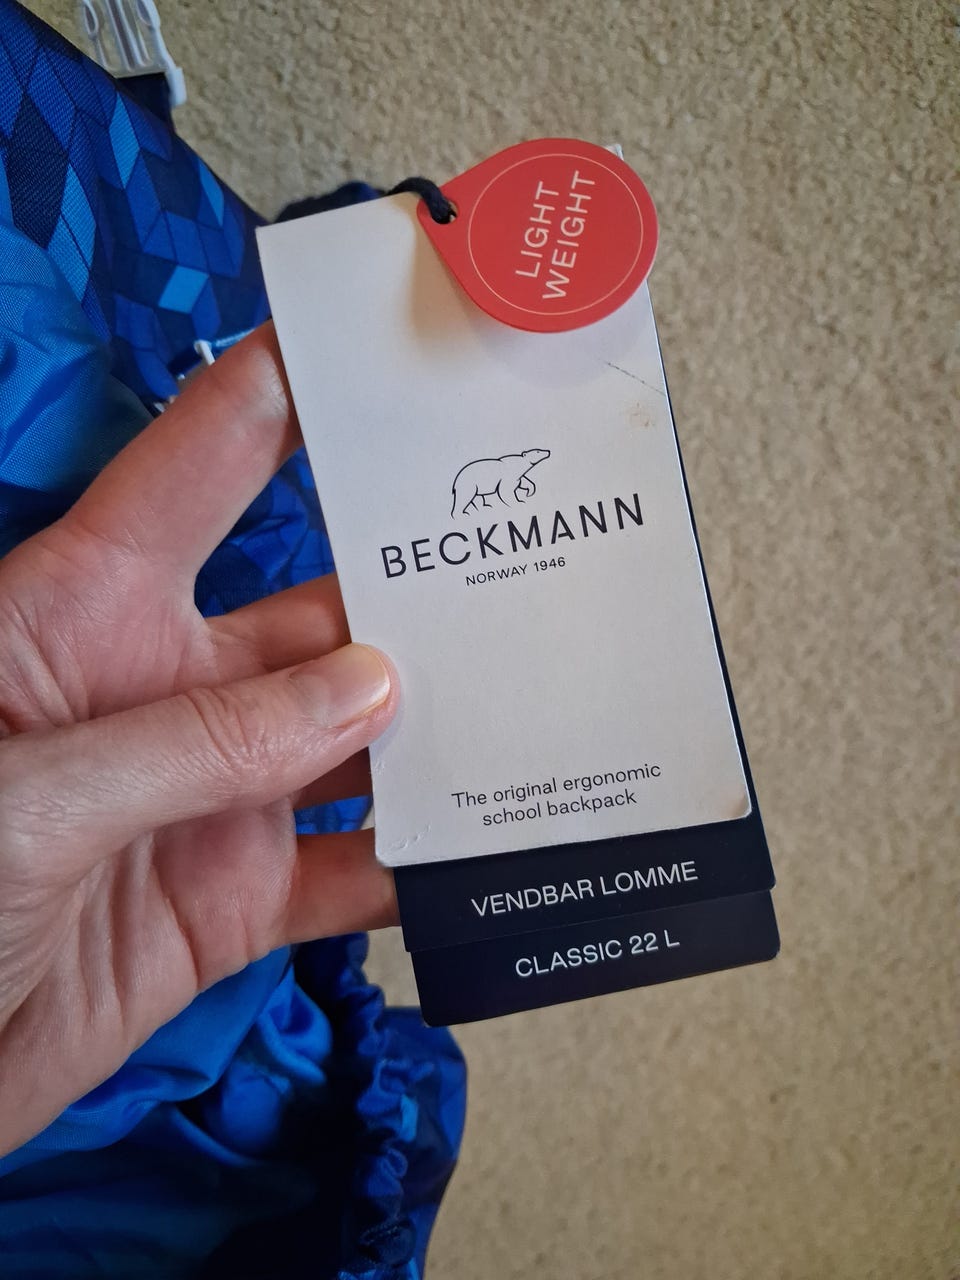 LIGHT
WEIGHT
BECKMANN
NORWAY 1946
The original ergonomic
school backpack
VENDBAR LOMME
CLASSIC 22 L